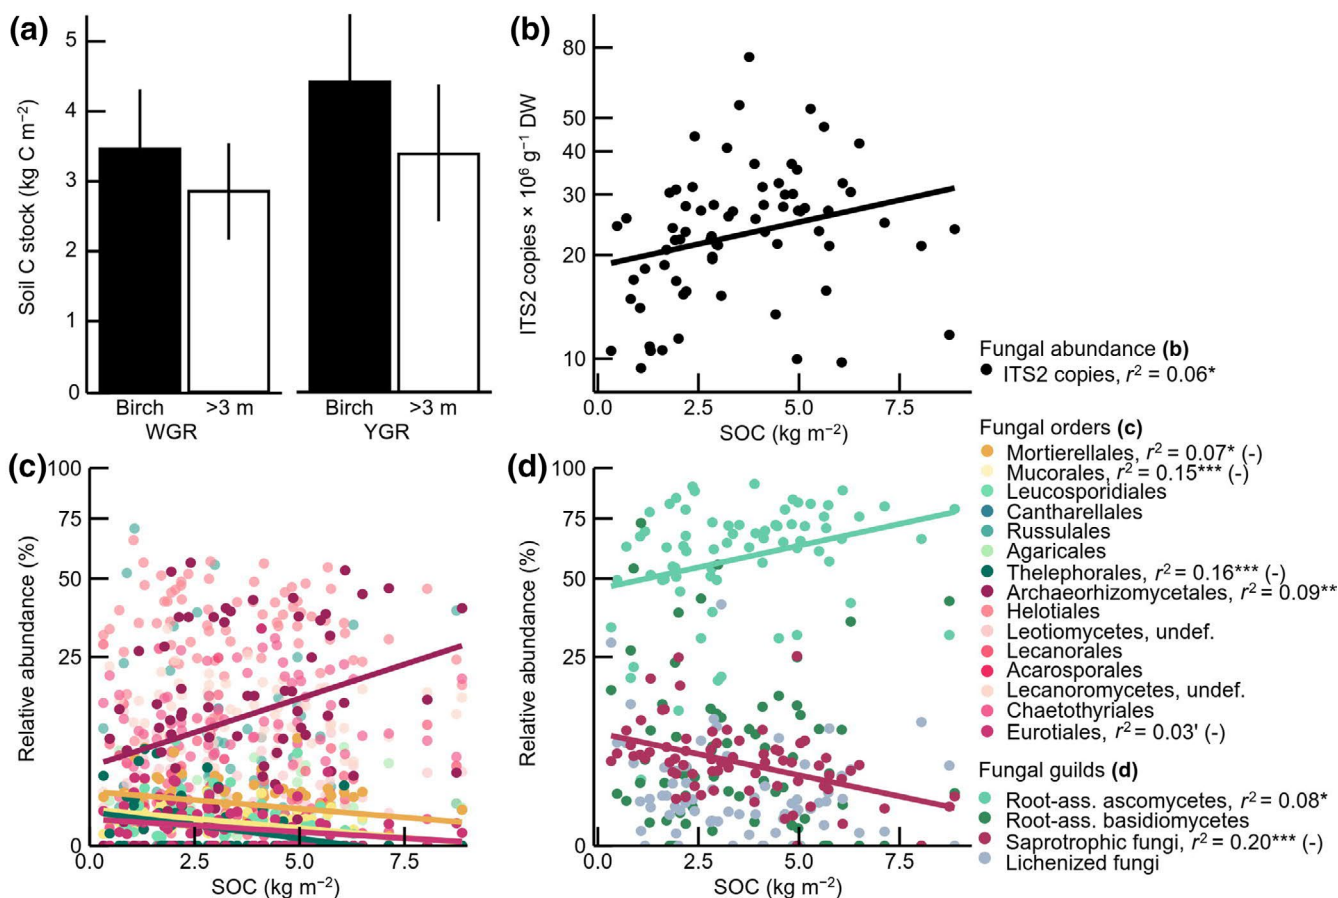 (a)
Soil C stock (kg C m⁻²)
5
4
3
2
1
0
Birch >3 m Birch >3 m
WGR YGR
(b)
ITS2 copies × 10⁶ g⁻¹ DW
80
50
40
30
20
10
0.0 2.5 5.0 7.5
SOC (kg m⁻²)
Fungal abundance (b)
ITS2 copies, r² = 0.06*
Fungal orders (c)
Mortierellales, r² = 0.07* (-)
Mucorales, r² = 0.15*** (-)
Leucosporidiales
Cantharellales
Russulales
Agaricales
Thelephorales, r² = 0.16*** (-)
Archaeorhizomycetales, r² = 0.09**
Helotiales
Leotiomycetes, undef.
Lecanorales
Acarosporales
Lecanoromycetes, undef.
Chaetothyriales
Eurotiales, r² = 0.03' (-)
Fungal guilds (d)
Root-ass. ascomycetes, r² = 0.08*
Root-ass. basidiomycetes
Saprotrophic fungi, r² = 0.20*** (-)
Lichenized fungi
(c)
Relative abundance (%)
100
75
50
25
0
0.0 2.5 5.0 7.5
SOC (kg m⁻²)
(d)
Relative abundance (%)
100
75
50
25
0
0.0 2.5 5.0 7.5
SOC (kg m⁻²)